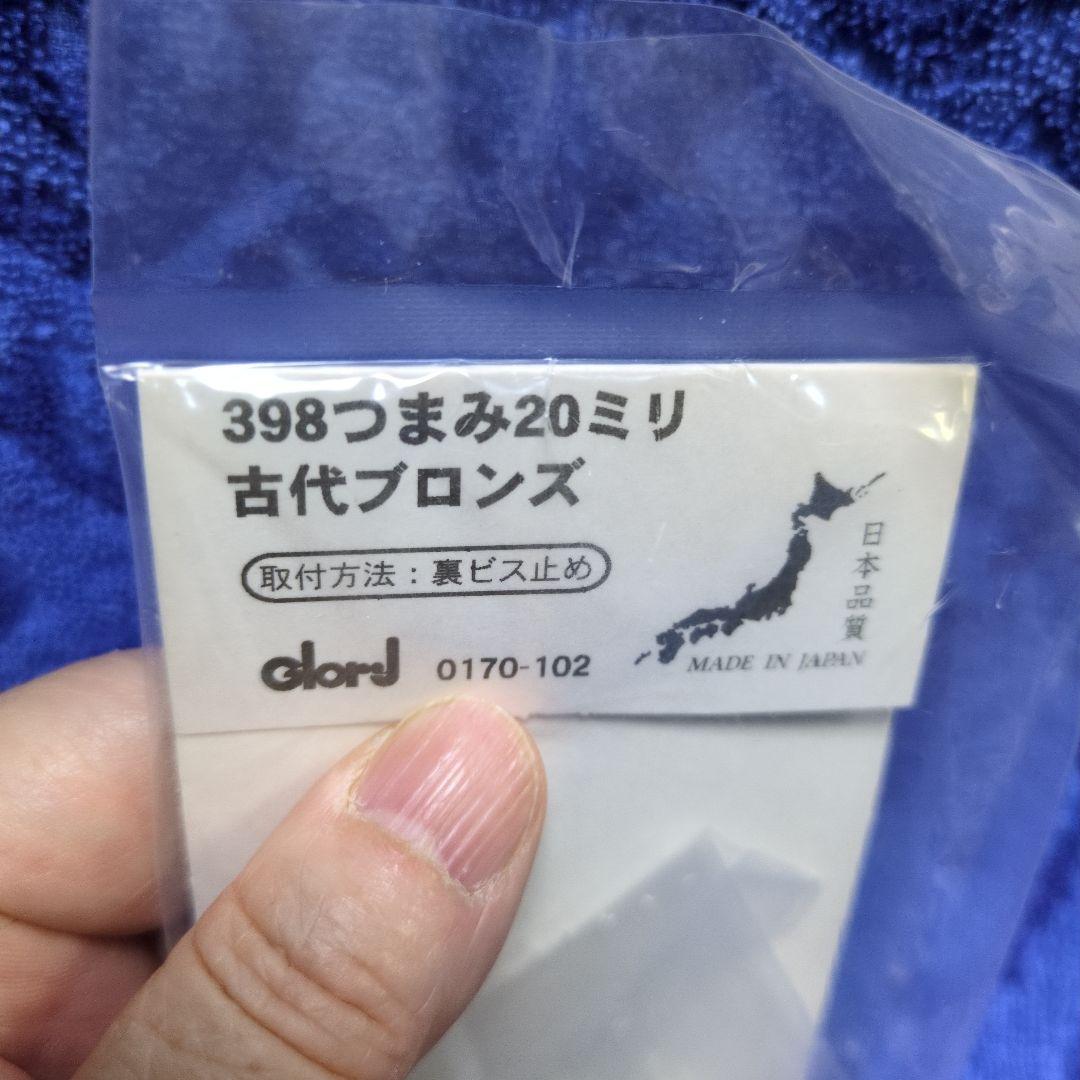 398つまみ20ミリ
古代ブロンズ
取付方法：裏ビス止め
GlorJ 0170-102
日本品質
MADE IN JAPAN